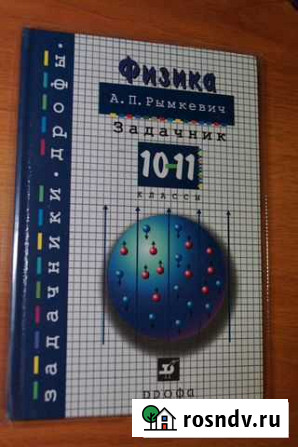 Физика
А.П.Рымкевич
Задачник
10-11
КЛАССЫ
задачники.дрофы.
дрофа
rosndv.ru